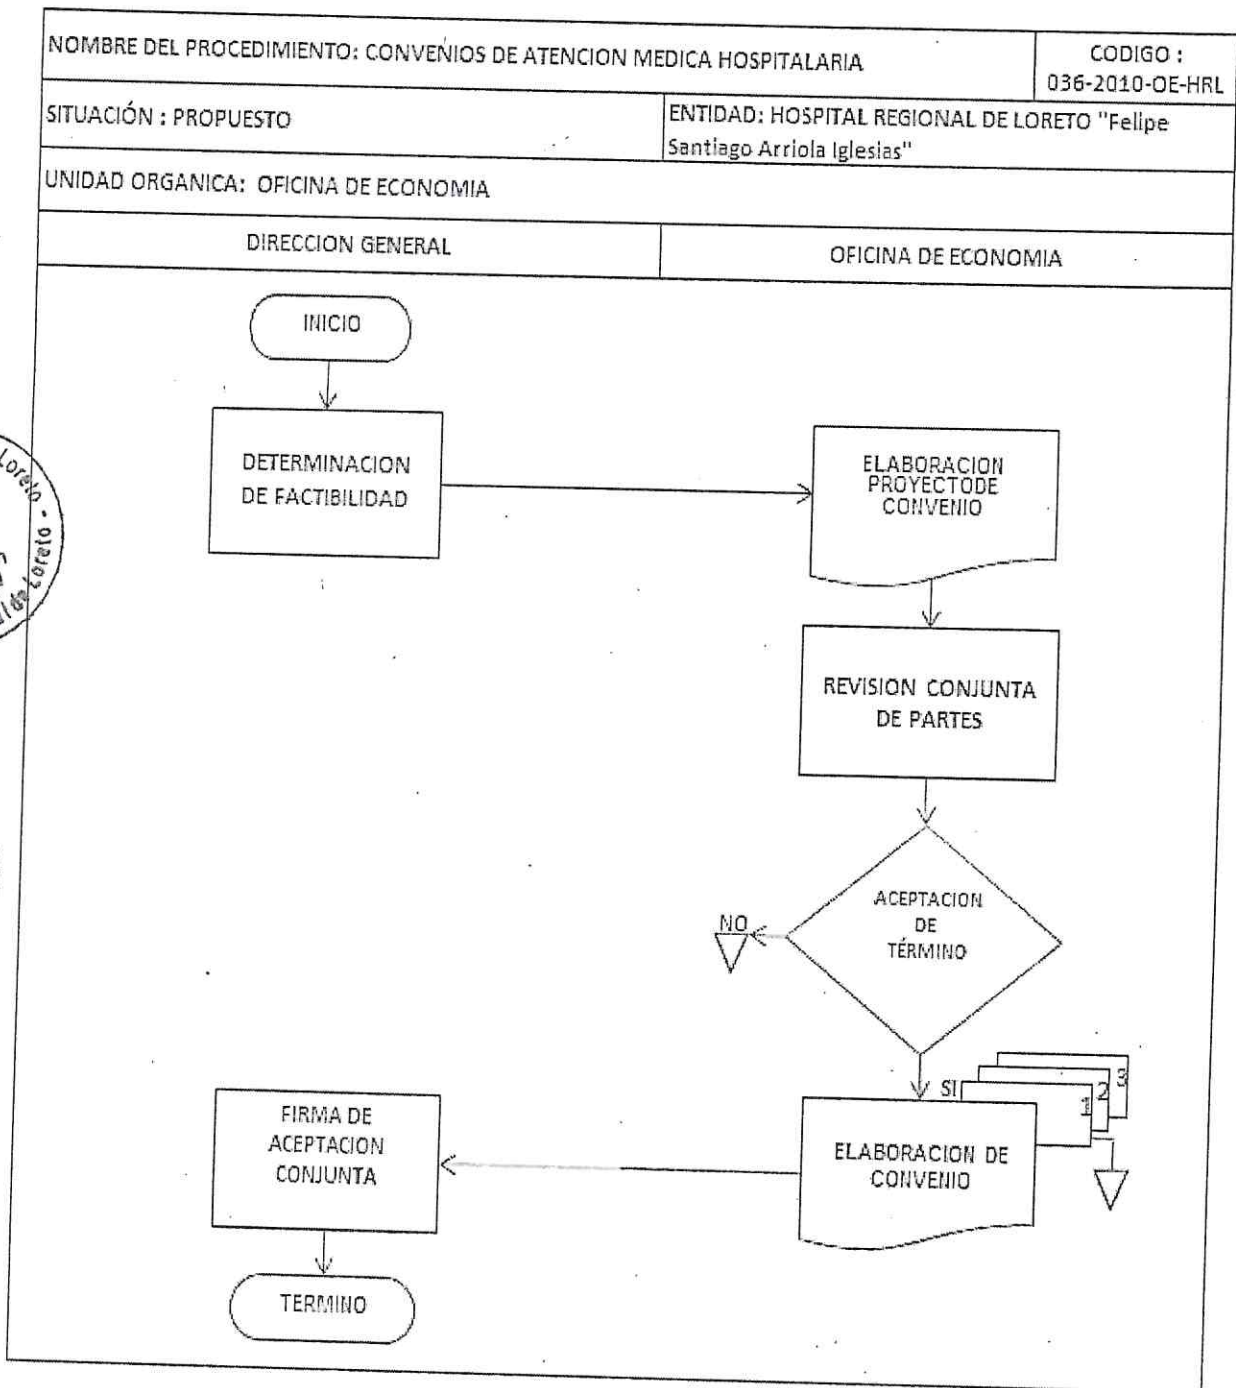 NOMBRE DEL PROCEDIMIENTO: CONVENIOS DE ATENCION MEDICA HOSPITALARIA
CODIGO :
036-2010-OE-HRL
SITUACIÓN : PROPUESTO
ENTIDAD: HOSPITAL REGIONAL DE LORETO "Felipe
Santiago Arriola Iglesias"
UNIDAD ORGANICA: OFICINA DE ECONOMIA
DIRECCION GENERAL
OFICINA DE ECONOMIA
INICIO
DETERMINACION
DE FACTIBILIDAD
ELABORACION
PROYECTODE
CONVENIO
REVISION CONJUNTA
DE PARTES
ACEPTACION
DE
TÉRMINO
NO
SI
1
2
3
ELABORACION DE
CONVENIO
FIRMA DE
ACEPTACION
CONJUNTA
TERMINO
Loreto -
de Loreto